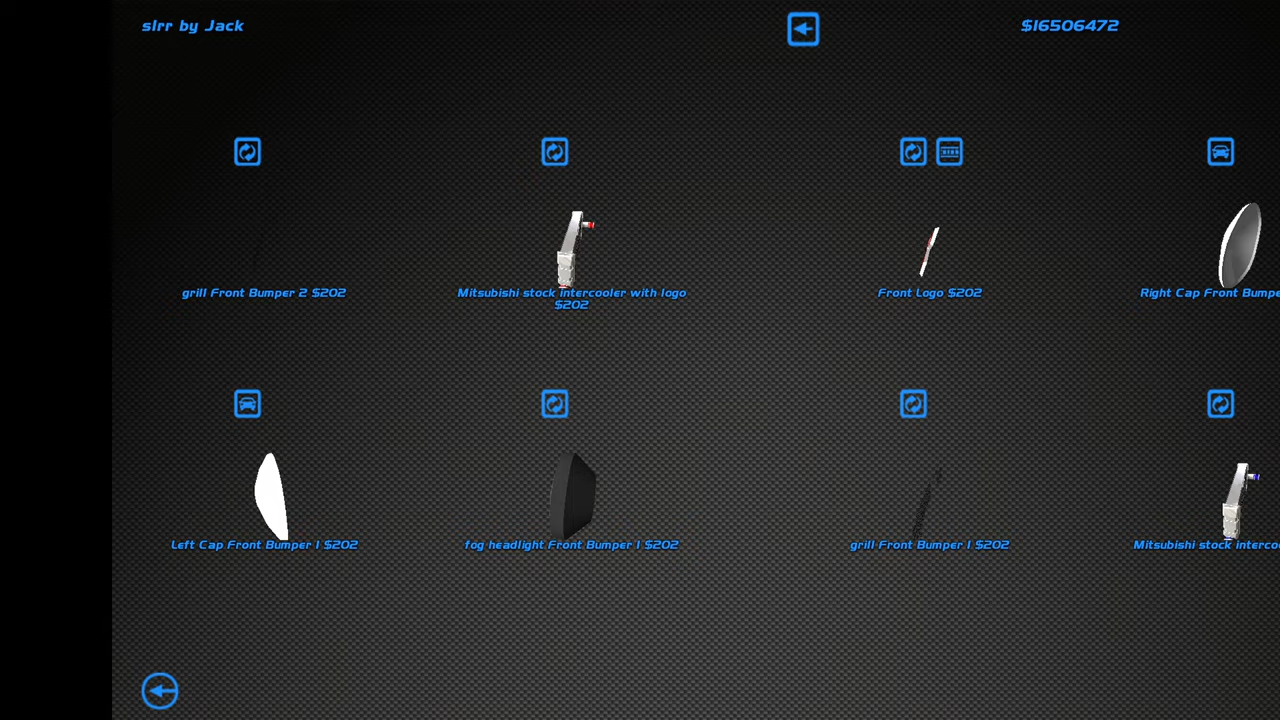 slrr by Jack
$16506472
grill Front Bumper 2 $202
Mitsubishi stock intercooler with logo
$202
Front Logo $202
Right Cap Front Bumpe
Left Cap Front Bumper 1 $202
fog headlight Front Bumper 1 $202
grill Front Bumper 1 $202
Mitsubishi stock interco